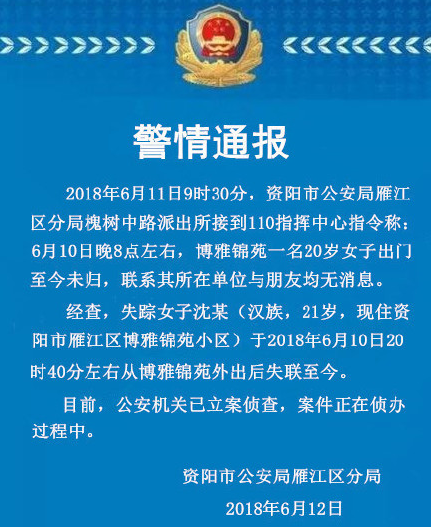 警情通报
2018年6月11日9时30分，资阳市公安局雁江
区分局槐树中路派出所接到110指挥中心指令称：
6月10日晚8点左右，博雅锦苑一名20岁女子出门
至今未归，联系其所在单位与朋友均无消息。
经查，失踪女子沈某（汉族，21岁，现住资
阳市雁江区博雅锦苑小区）于2018年6月10日20
时40分左右从博雅锦苑外出后失联至今。
目前，公安机关已立案侦查，案件正在侦办
过程中。
资阳市公安局雁江区分局
2018年6月12日